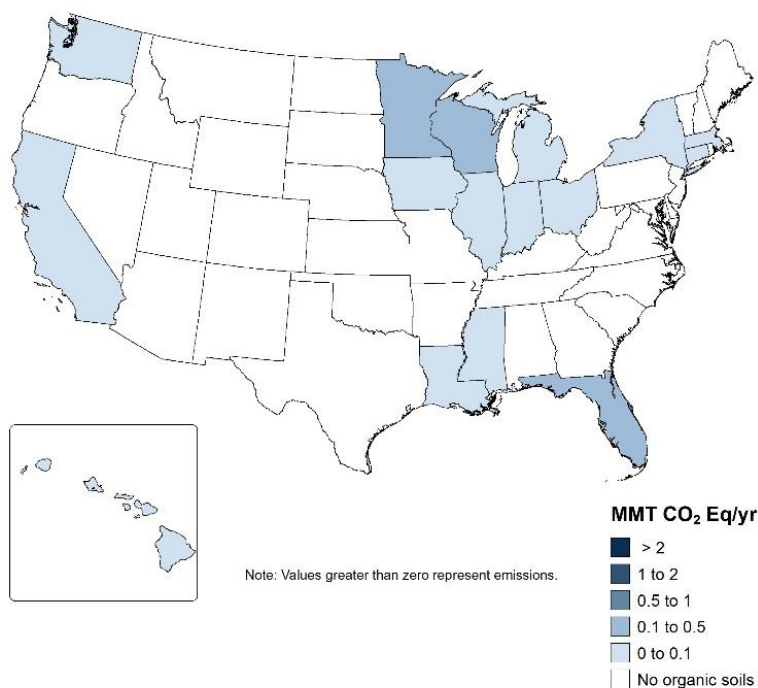 MMT CO₂ Eq/yr
> 2
1 to 2
0.5 to 1
0.1 to 0.5
0 to 0.1
No organic soils
Note: Values greater than zero represent emissions.